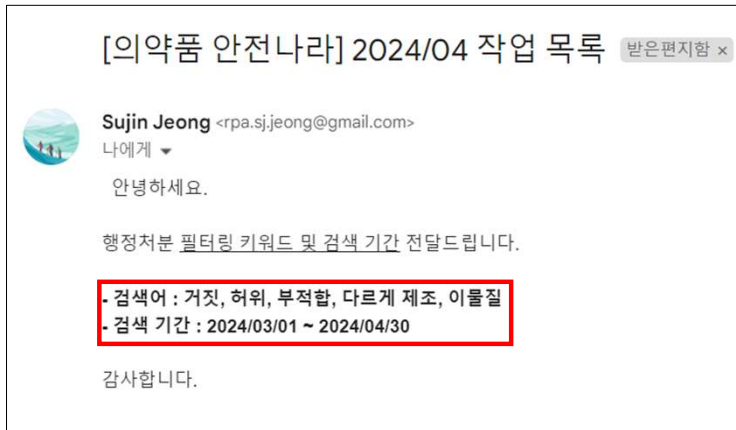 [의약품 안전나라] 2024/04 작업 목록 받은편지함 ×
Sujin Jeong <rpa.sj.jeong@gmail.com>
나에게
안녕하세요.
행정처분 필터링 키워드 및 검색 기간 전달드립니다.
- 검색어 : 거짓, 허위, 부적합, 다르게 제조, 이물질
- 검색 기간 : 2024/03/01 ~ 2024/04/30
감사합니다.